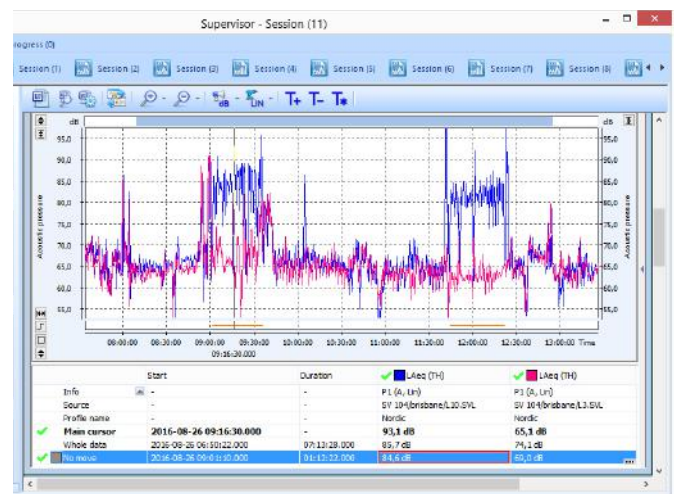 Supervisor - Session (11)
rogress (0)
Session (1) Session (2) Session (3) Session (4) Session (5) Session (6) Session (7) Session (8)
dB LIN T+ T- T*
dB dB
95,0 95,0
90,0 90,0
85,0 85,0
80,0 80,0
75,0 75,0
70,0 70,0
65,0 65,0
60,0 60,0
55,0 55,0
Acoustic pressure Acoustic pressure
08:00:00 08:30:00 09:00:00 09:30:00 10:00:00 10:30:00 11:00:00 11:30:00 12:00:00 12:30:00 13:00:00 Time
09:16:30.000
Start Duration LAeq (TH) LAeq (TH)
Info - - P1 (A, Lin) P3 (A, Lin)
Source - - SV 104/brisbane/L10.SVL SV 104/brisbane/L3.SVL
Profile name - - Nordic Nordic
Main cursor 2016-08-26 09:16:30.000 - 93,1 dB 65,1 dB
Whole data 2016-08-26 06:50:22.000 07:13:28.000 85,7 dB 74,1 dB
No move 2016-08-26 09:01:10.000 01:12:22.000 84,6 dB 69,0 dB